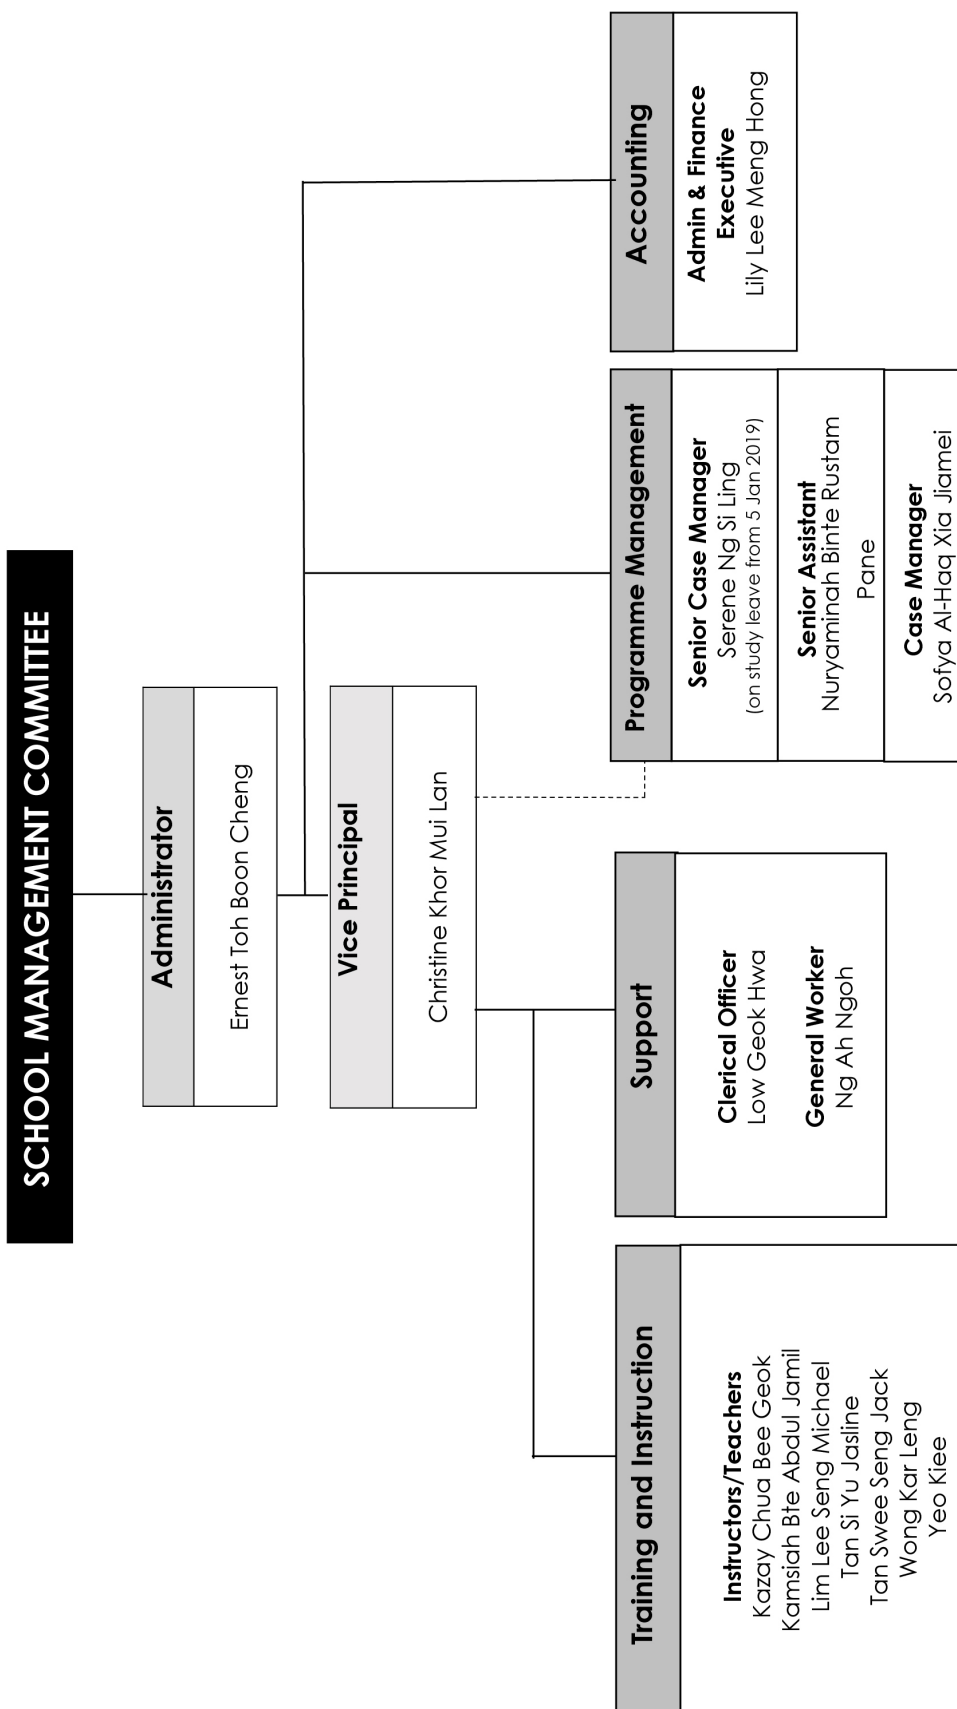 SCHOOL MANAGEMENT COMMITTEE
Administrator
Ernest Toh Boon Cheng
Vice Principal
Christine Khor Mui Lan
Training and Instruction
Instructors/Teachers
Kazay Chua Bee Geok
Kamsiah Bte Abdul Jamil
Lim Lee Seng Michael
Tan Si Yu Jasline
Tan Swee Seng Jack
Wong Kar Leng
Yeo Kiee
Support
Clerical Officer
Low Geok Hwa
General Worker
Ng Ah Ngoh
Programme Management
Senior Case Manager
Serene Ng Si Ling
(on study leave from 5 Jan 2019)
Senior Assistant
Nuryaminah Binte Rustam
Pane
Case Manager
Sofya Al-Haq Xia Jiamei
Accounting
Admin & Finance
Executive
Lily Lee Meng Hong